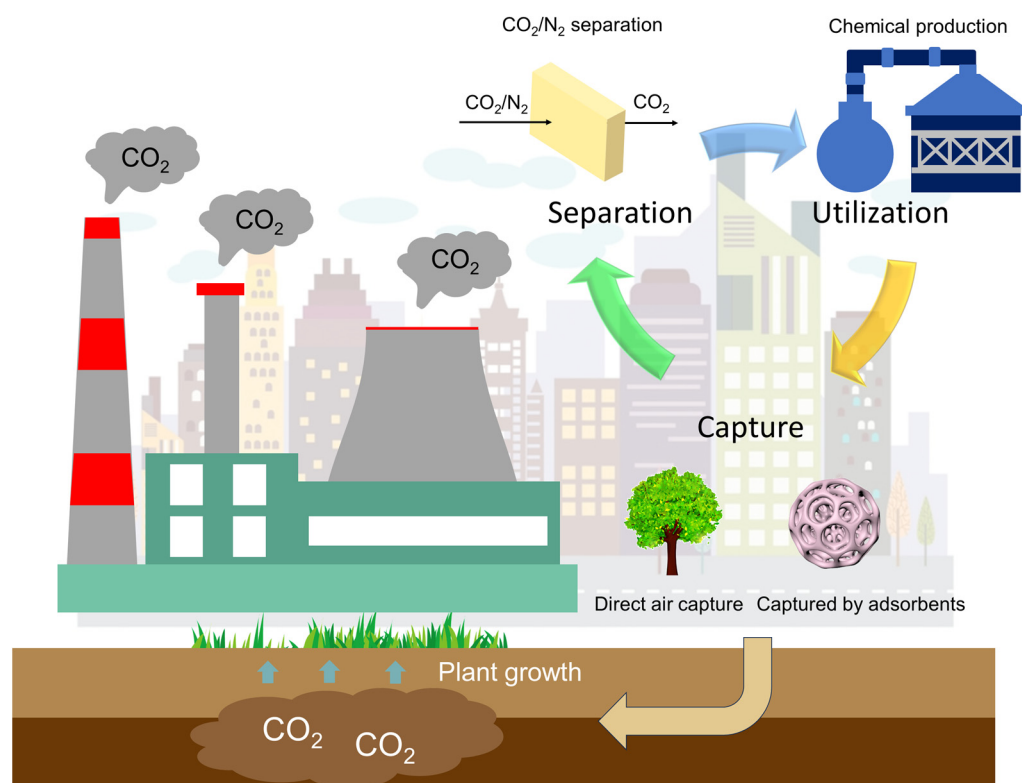 CO₂/N₂ separation
Chemical production
CO₂/N₂
CO₂
CO₂
CO₂
CO₂
Separation
Utilization
Capture
Direct air capture
Captured by adsorbents
Plant growth
CO₂
CO₂